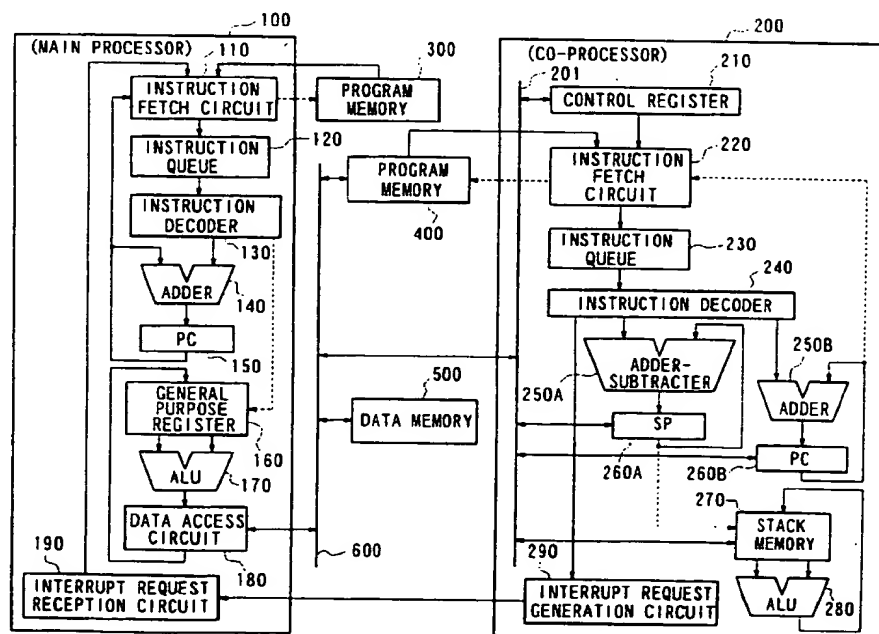 100
(MAIN PROCESSOR)
110
INSTRUCTION
FETCH CIRCUIT
120
INSTRUCTION
QUEUE
INSTRUCTION
DECODER
130
ADDER
140
PC
150
GENERAL
PURPOSE
REGISTER
160
ALU
170
DATA ACCESS
CIRCUIT
180
190
INTERRUPT REQUEST
RECEPTION CIRCUIT
300
PROGRAM
MEMORY
PROGRAM
MEMORY
400
500
DATA MEMORY
600
200
(CO-PROCESSOR)
201
210
CONTROL REGISTER
220
INSTRUCTION
FETCH
CIRCUIT
230
INSTRUCTION
QUEUE
240
INSTRUCTION DECODER
250A
ADDER-
SUBTRACTER
250B
ADDER
SP
260A
PC
260B
270
STACK
MEMORY
ALU
280
290
INTERRUPT REQUEST
GENERATION CIRCUIT